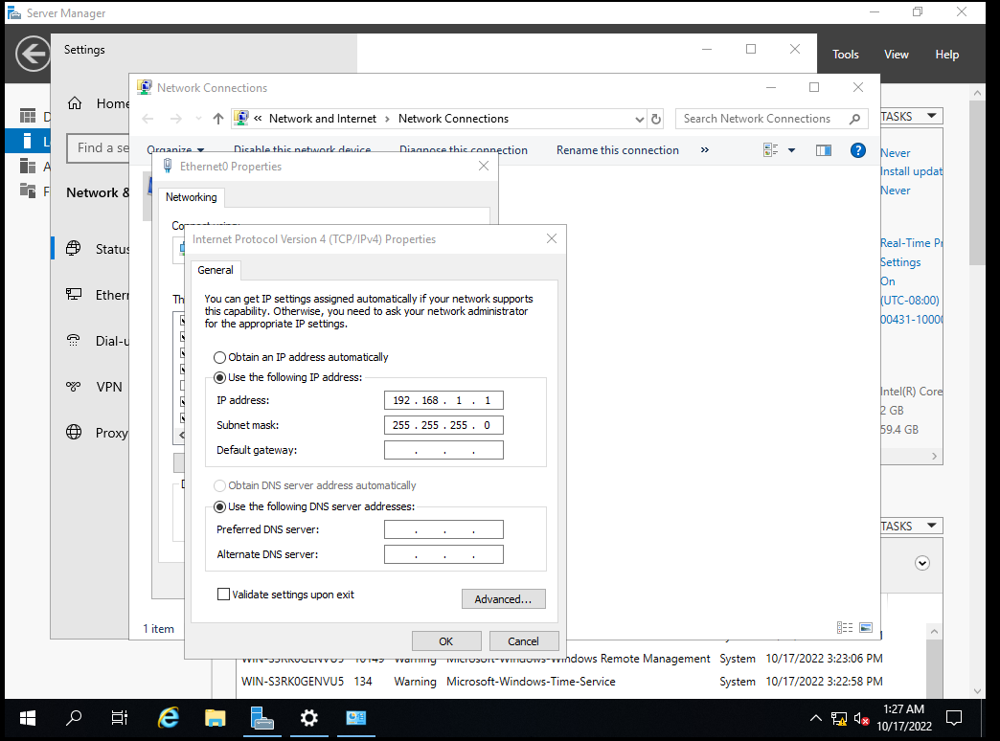 Server Manager
Settings
Tools View Help
Network Connections
Home
Network and Internet
Network Connections
Search Network Connections
TASKS
Find a se
Organize
Disable this network device
Diagnose this connection
Rename this connection
»
Never
Install updat
Never
Ethernet0 Properties
Network &
Networking
Connect using:
Internet Protocol Version 4 (TCP/IPv4) Properties
Real-Time Pr
Settings
On
(UTC-08:00)
00431-1000
Status
Ethern
Dial-u
VPN
Proxy
General
You can get IP settings assigned automatically if your network supports
this capability. Otherwise, you need to ask your network administrator
for the appropriate IP settings.
Obtain an IP address automatically
Use the following IP address:
IP address: 192 . 168 . 1 . 1
Subnet mask: 255 . 255 . 255 . 0
Default gateway: . . .
Intel(R) Core
2 GB
59.4 GB
Obtain DNS server address automatically
Use the following DNS server addresses:
Preferred DNS server: . . .
Alternate DNS server: . . .
TASKS
Validate settings upon exit
Advanced...
1 item
OK Cancel
WIN-S3RK0GENVU5 10149 Warning Microsoft-Windows-Windows Remote Management System 10/17/2022 3:23:06 PM
WIN-S3RK0GENVU5 134 Warning Microsoft-Windows-Time-Service System 10/17/2022 3:22:58 PM
1:27 AM
10/17/2022